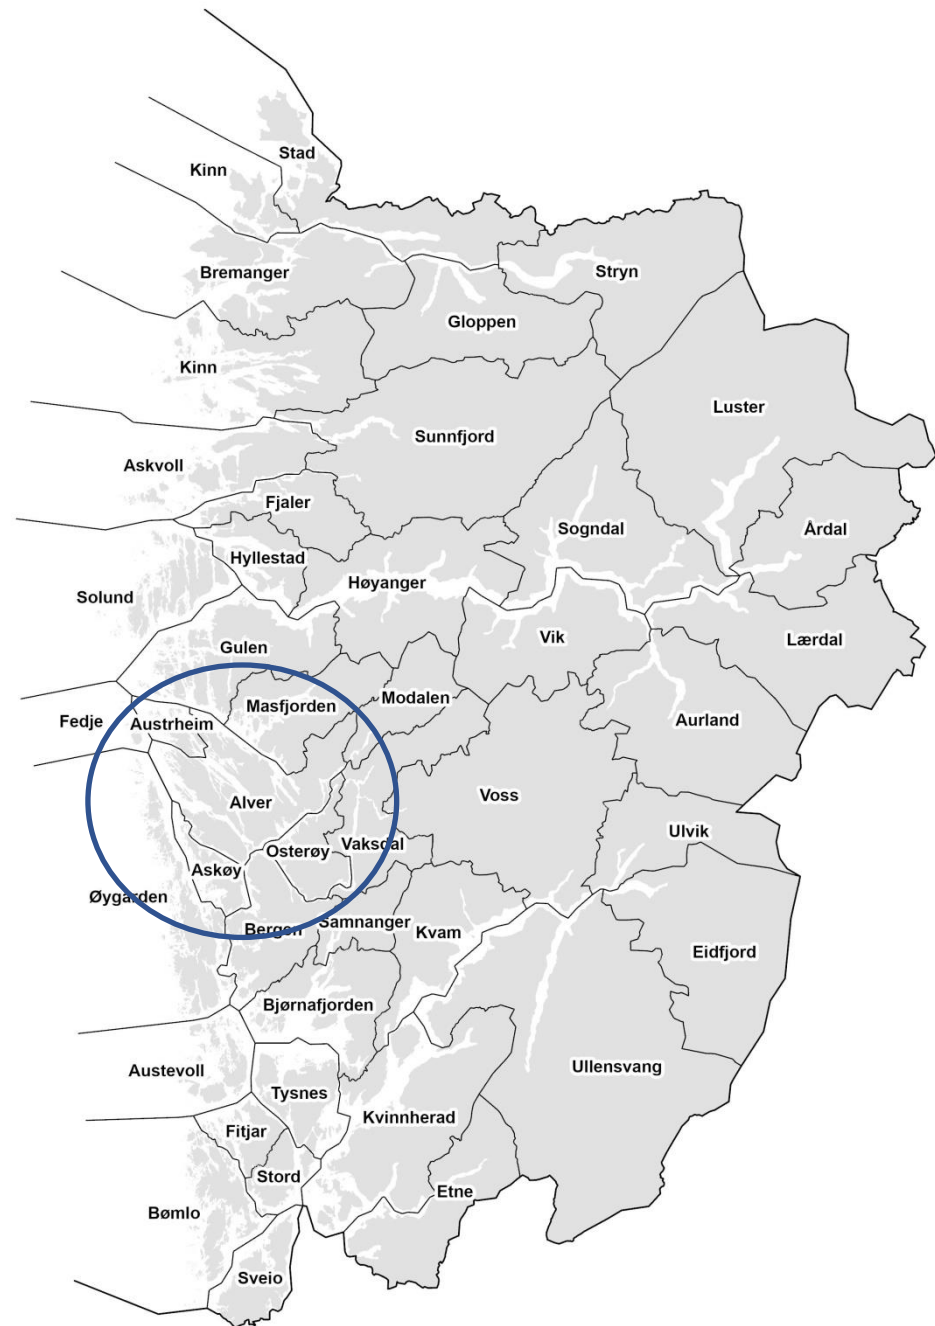 Stad
Kinn
Bremanger
Stryn
Gloppen
Kinn
Luster
Sunnfjord
Askvoll
Fjaler
Sogndal
Årdal
Hyllestad
Høyanger
Solund
Vik
Lærdal
Gulen
Modalen
Masfjorden
Fedje
Austrheim
Aurland
Voss
Alver
Ulvik
Vaksdal
Osterøy
Askøy
Øygarden
Samnanger
Bergen
Kvam
Eidfjord
Bjørnafjorden
Ullensvang
Austevoll
Tysnes
Kvinnherad
Fitjar
Stord
Etne
Bømlo
Sveio